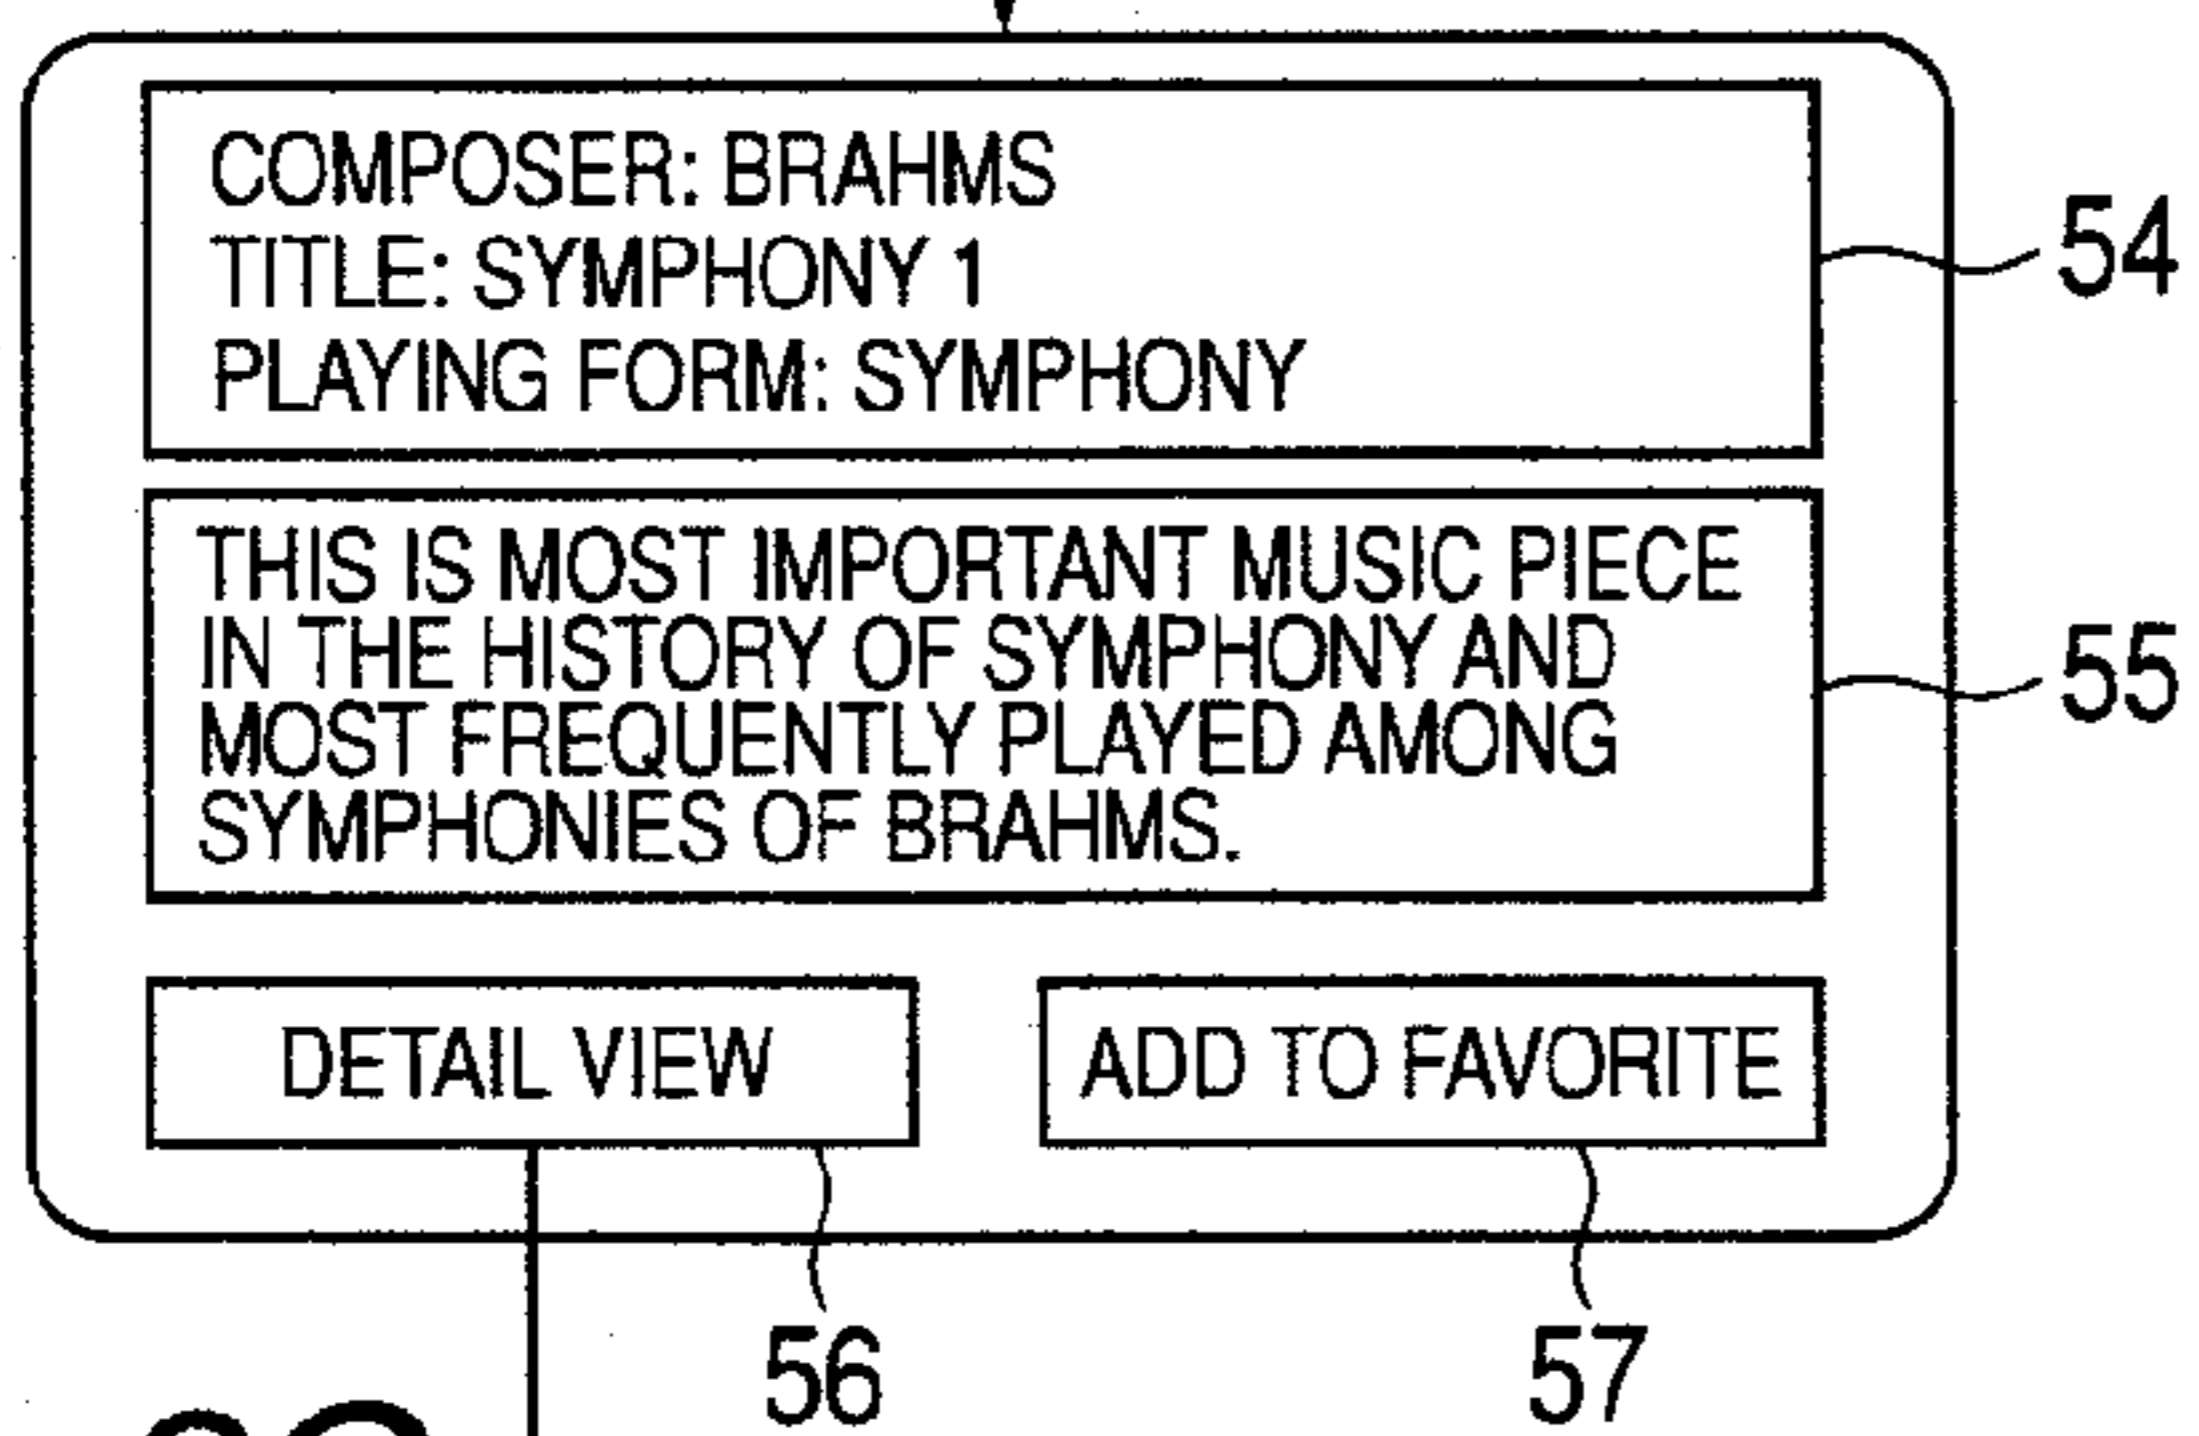 COMPOSER: BRAHMS
TITLE: SYMPHONY 1
PLAYING FORM: SYMPHONY
54
THIS IS MOST IMPORTANT MUSIC PIECE
IN THE HISTORY OF SYMPHONY AND
MOST FREQUENTLY PLAYED AMONG
SYMPHONIES OF BRAHMS.
55
DETAIL VIEW
ADD TO FAVORITE
56
57